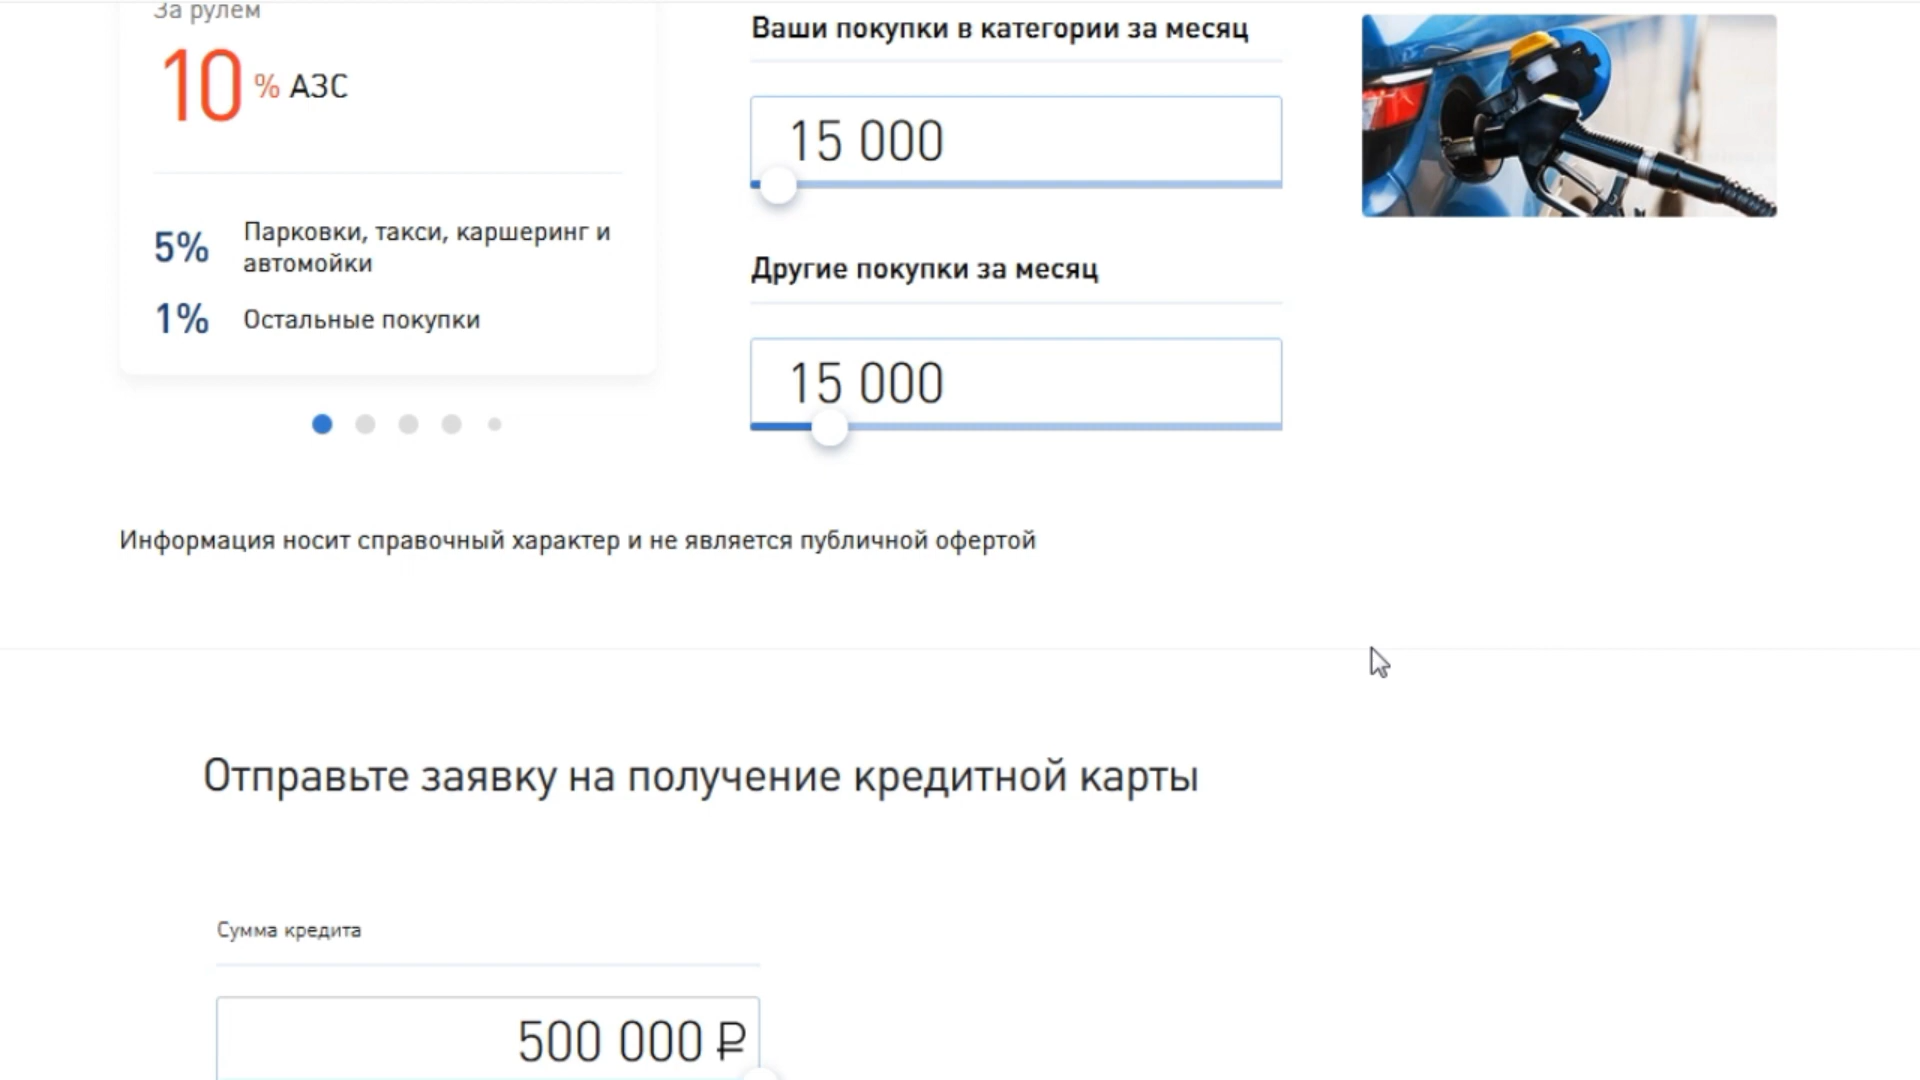 За рулем
10 % АЗС
5% Парковки, такси, каршеринг и
автомойки
1% Остальные покупки
Ваши покупки в категории за месяц
15 000
Другие покупки за месяц
15 000
Информация носит справочный характер и не является публичной офертой
Отправьте заявку на получение кредитной карты
Сумма кредита
500 000 ₽